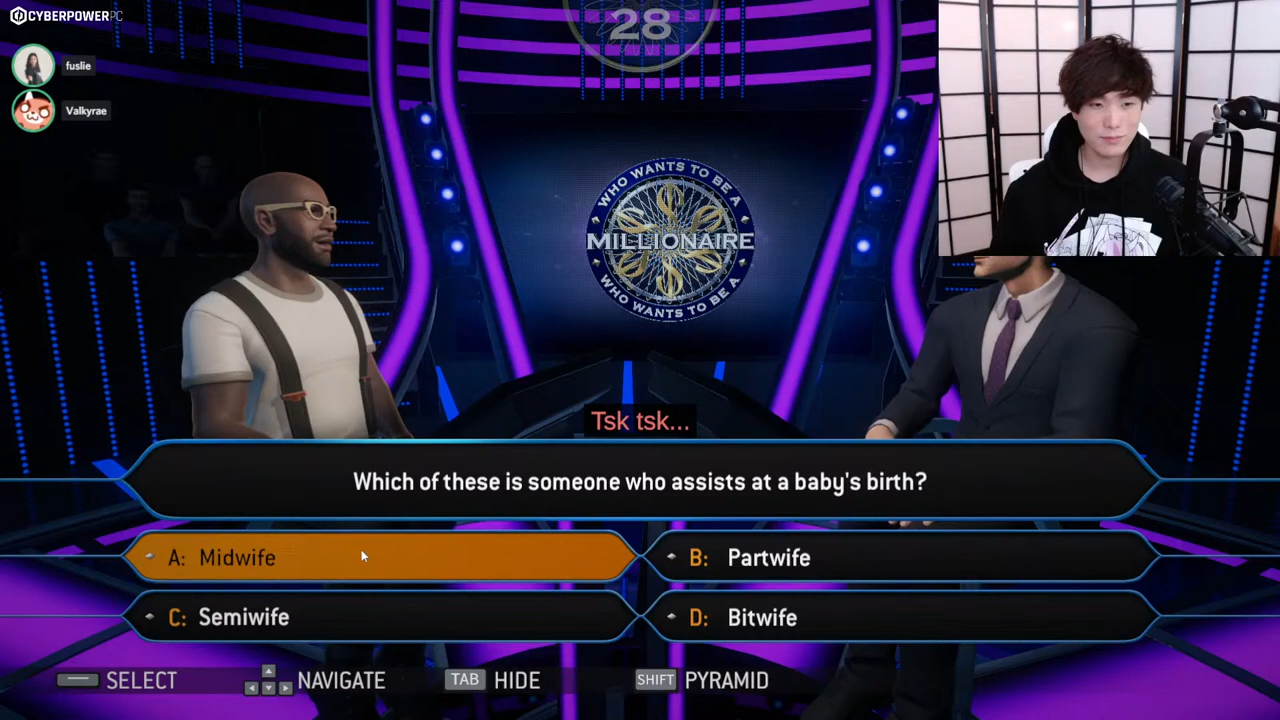 CYBERPOWERPC
28
fuslie
Valkyrae
WHO WANTS TO BE A
MILLIONAIRE
WHO WANTS TO BE A
Tsk tsk...
Which of these is someone who assists at a baby's birth?
A: Midwife
B: Partwife
C: Semiwife
D: Bitwife
SELECT
NAVIGATE
TAB HIDE
SHIFT PYRAMID